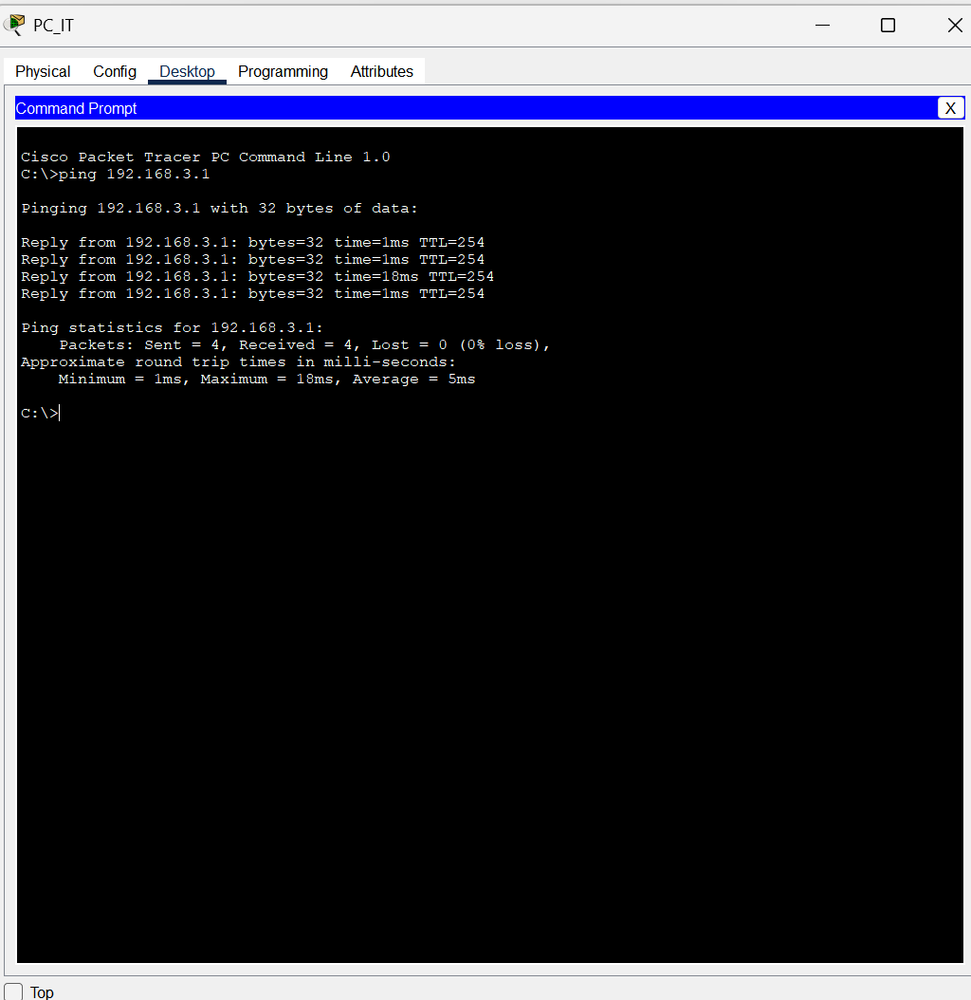 PC_IT
Physical Config Desktop Programming Attributes
Command Prompt X
Cisco Packet Tracer PC Command Line 1.0
C:\>ping 192.168.3.1
Pinging 192.168.3.1 with 32 bytes of data:
Reply from 192.168.3.1: bytes=32 time=1ms TTL=254
Reply from 192.168.3.1: bytes=32 time=1ms TTL=254
Reply from 192.168.3.1: bytes=32 time=18ms TTL=254
Reply from 192.168.3.1: bytes=32 time=1ms TTL=254
Ping statistics for 192.168.3.1:
Packets: Sent = 4, Received = 4, Lost = 0 (0% loss),
Approximate round trip times in milli-seconds:
Minimum = 1ms, Maximum = 18ms, Average = 5ms
C:\>
Top